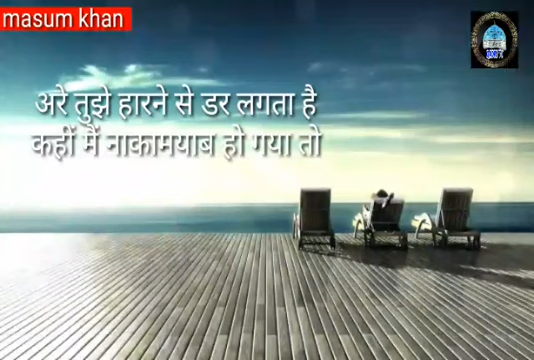 masum khan
अरे तुझे हारने से डर लगता है
कहीं मैं नाकामयाब हो गया तो